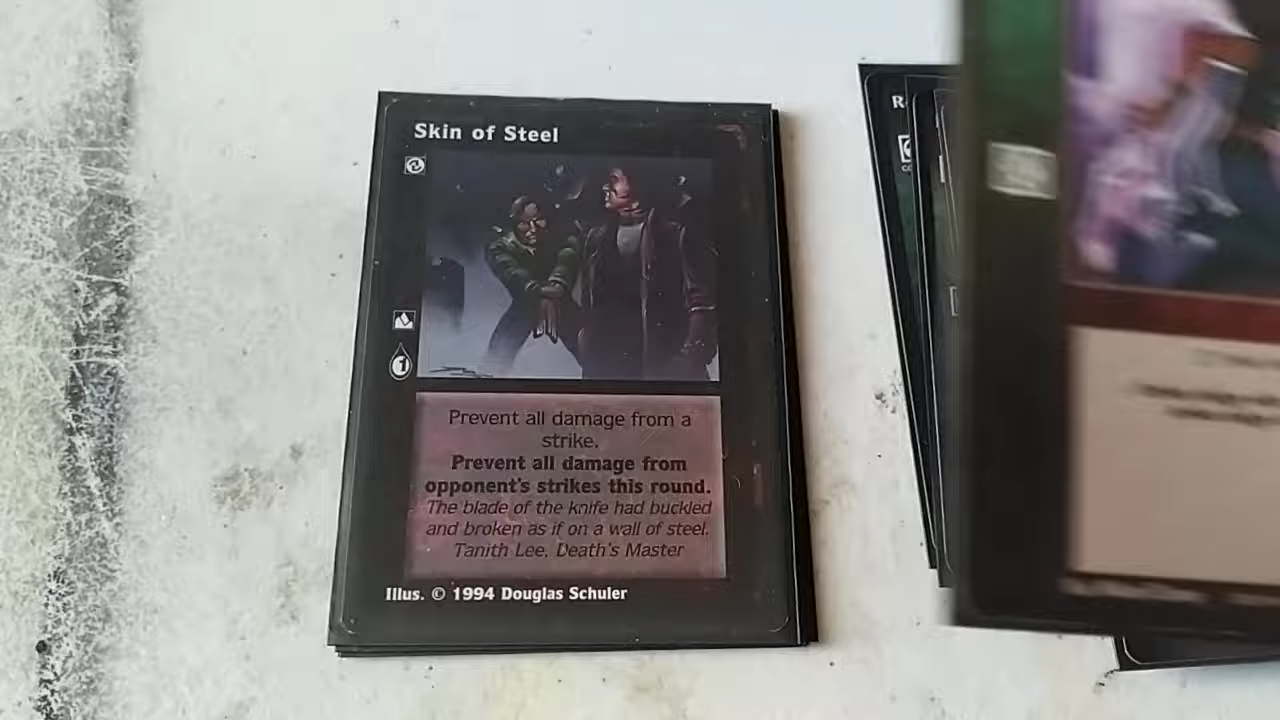 Skin of Steel
1
Prevent all damage from a
strike.
Prevent all damage from
opponent's strikes this round.
The blade of the knife had buckled
and broken as if on a wall of steel.
Tanith Lee, Death's Master
Illus. © 1994 Douglas Schuler
R